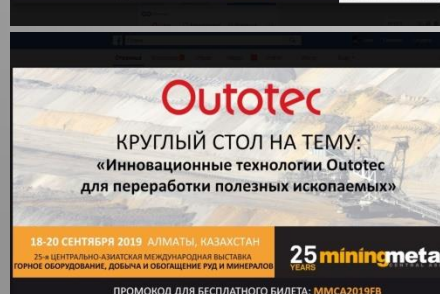 Outotec
КРУГЛЫЙ СТОЛ НА ТЕМУ:
«Инновационные технологии Outotec
для переработки полезных ископаемых»
18-20 СЕНТЯБРЯ 2019 АЛМАТЫ, КАЗАХСТАН
25-я ЦЕНТРАЛЬНО-АЗИАТСКАЯ МЕЖДУНАРОДНАЯ ВЫСТАВКА
ГОРНОЕ ОБОРУДОВАНИЕ, ДОБЫЧА И ОБОГАЩЕНИЕ РУД И МИНЕРАЛОВ
25 miningmeta
YEARS
ПРОМОКОД ДЛЯ БЕСПЛАТНОГО БИЛЕТА: MMCA2019FB